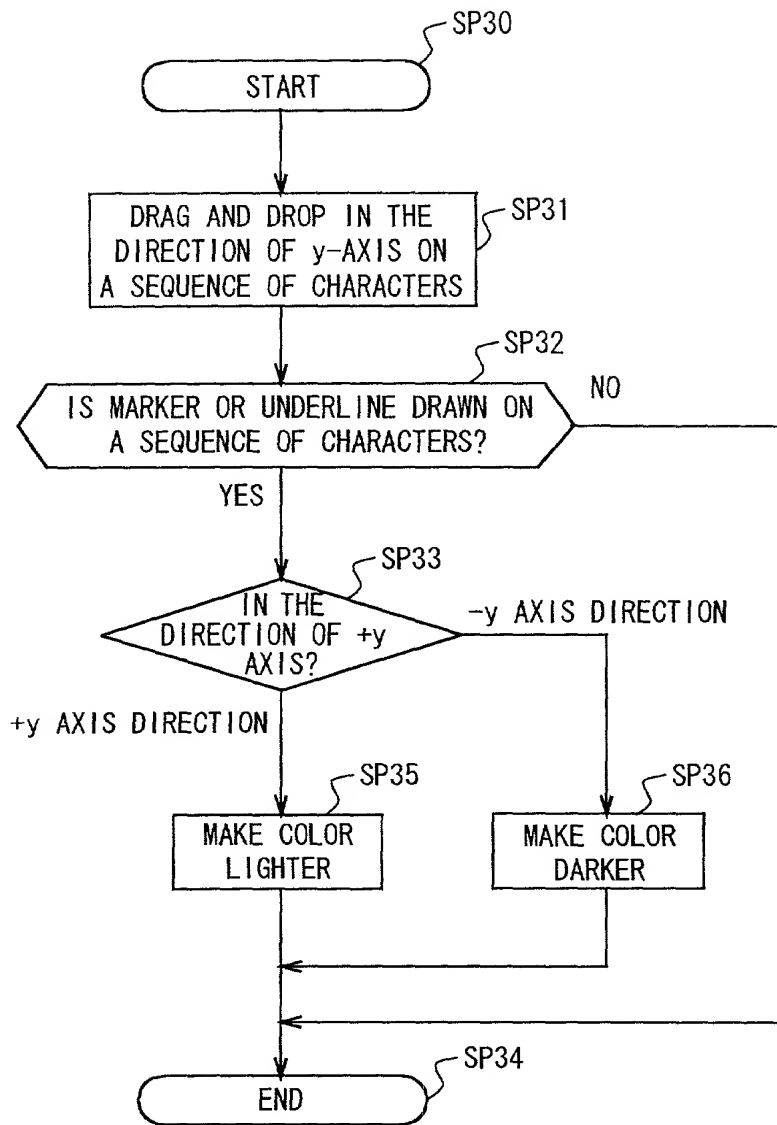 SP30
START
SP31
DRAG AND DROP IN THE
DIRECTION OF y-AXIS ON
A SEQUENCE OF CHARACTERS
SP32
IS MARKER OR UNDERLINE DRAWN ON
A SEQUENCE OF CHARACTERS?
NO
YES
SP33
IN THE
DIRECTION OF +y
AXIS?
-y AXIS DIRECTION
+y AXIS DIRECTION
SP35
MAKE COLOR
LIGHTER
SP36
MAKE COLOR
DARKER
SP34
END